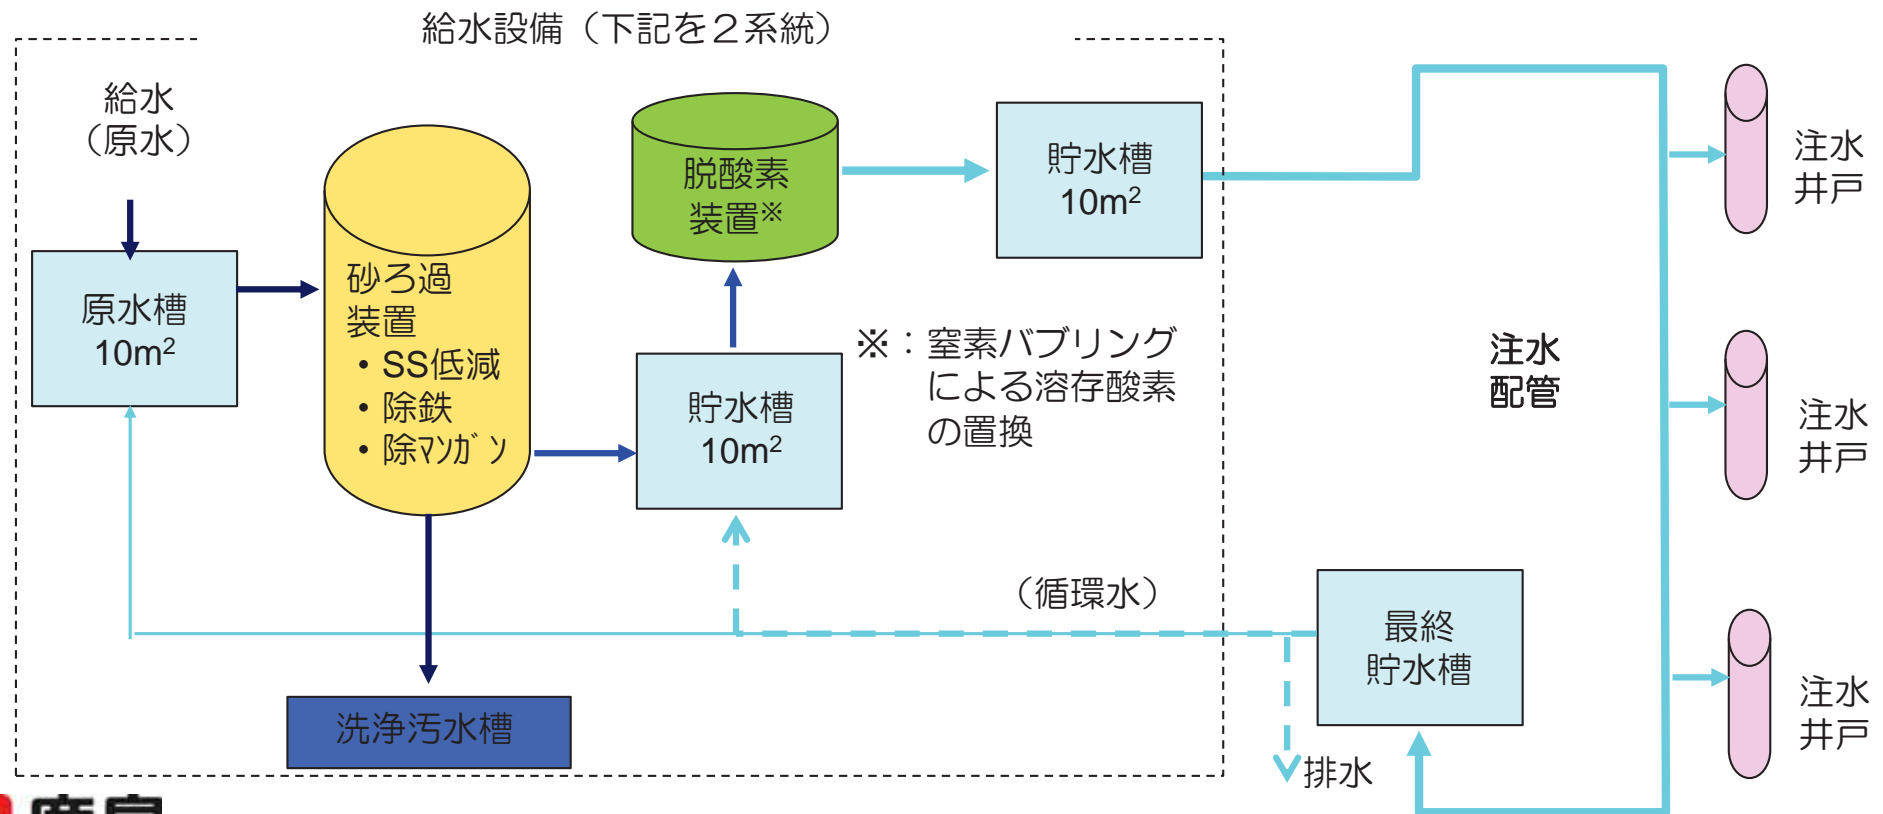 給水設備（下記を２系統）
給水
（原水）
原水槽
10m²
砂ろ過
装置
・SS低減
・除鉄
・除ﾏﾝｶﾞﾝ
洗浄汚水槽
脱酸素
装置※
貯水槽
10m²
貯水槽
10m²
※：窒素バブリング
による溶存酸素
の置換
（循環水）
最終
貯水槽
排水
注水
配管
注水
井戸
注水
井戸
注水
井戸